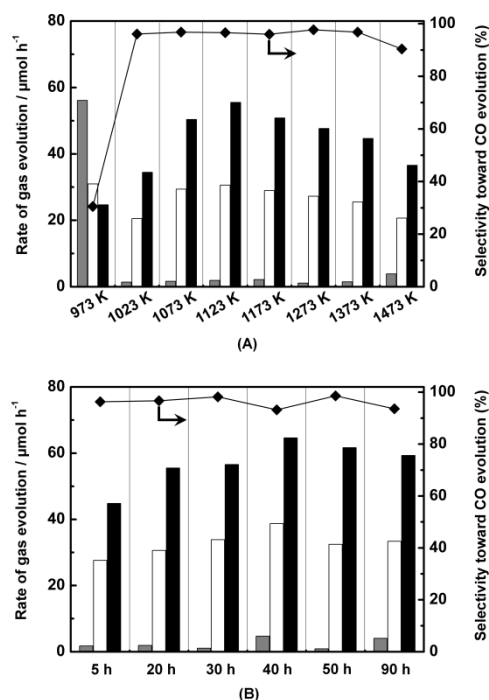 80
60
40
20
0
Rate of gas evolution / μmol h⁻¹
100
80
60
40
20
0
Selectivity toward CO evolution (%)
973 K 1023 K 1073 K 1123 K 1173 K 1273 K 1373 K 1473 K
(A)
80
60
40
20
0
Rate of gas evolution / μmol h⁻¹
100
80
60
40
20
0
Selectivity toward CO evolution (%)
5 h 20 h 30 h 40 h 50 h 90 h
(B)